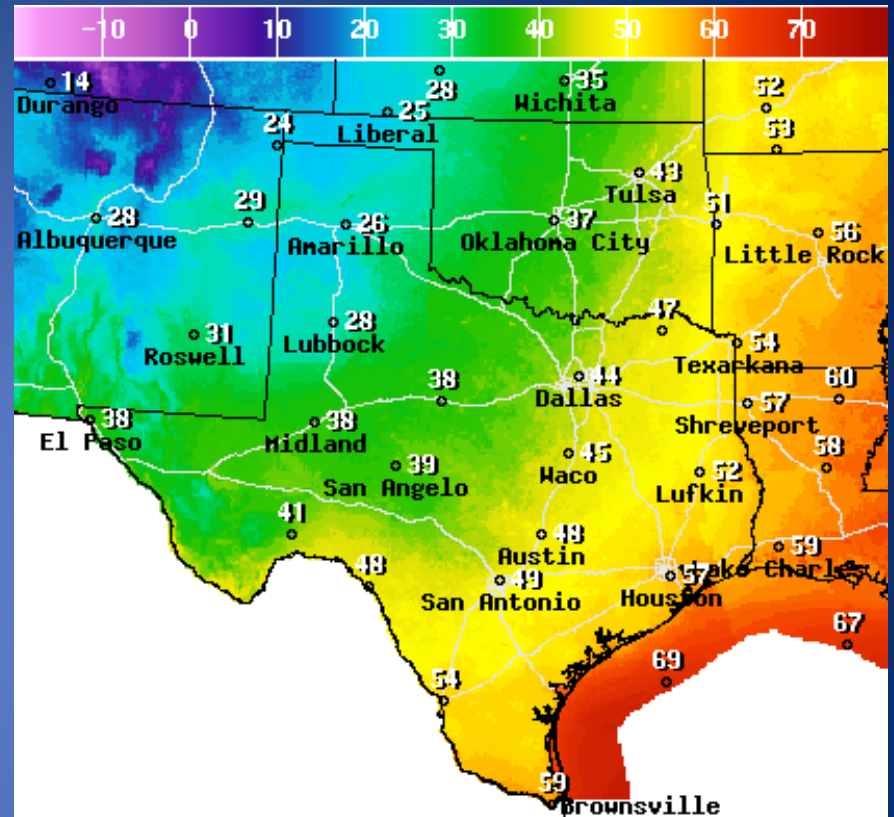 -10 0 10 20 30 40 50 60 70
14
Durango
28
25
Liberal
35
Wichita
52
53
24
43
Tulsa
28
Albuquerque
29
26
Amarillo
37
Oklahoma City
51
56
Little Rock
31
Roswell
28
Lubbock
47
54
Texarkana
38
44
Dallas
60
57
Shreveport
38
El Paso
38
Midland
39
San Angelo
45
Waco
52
Lufkin
58
41
48
48
Austin
49
San Antonio
57
Houston
59
Lake Charles
67
69
54
59
Brownsville